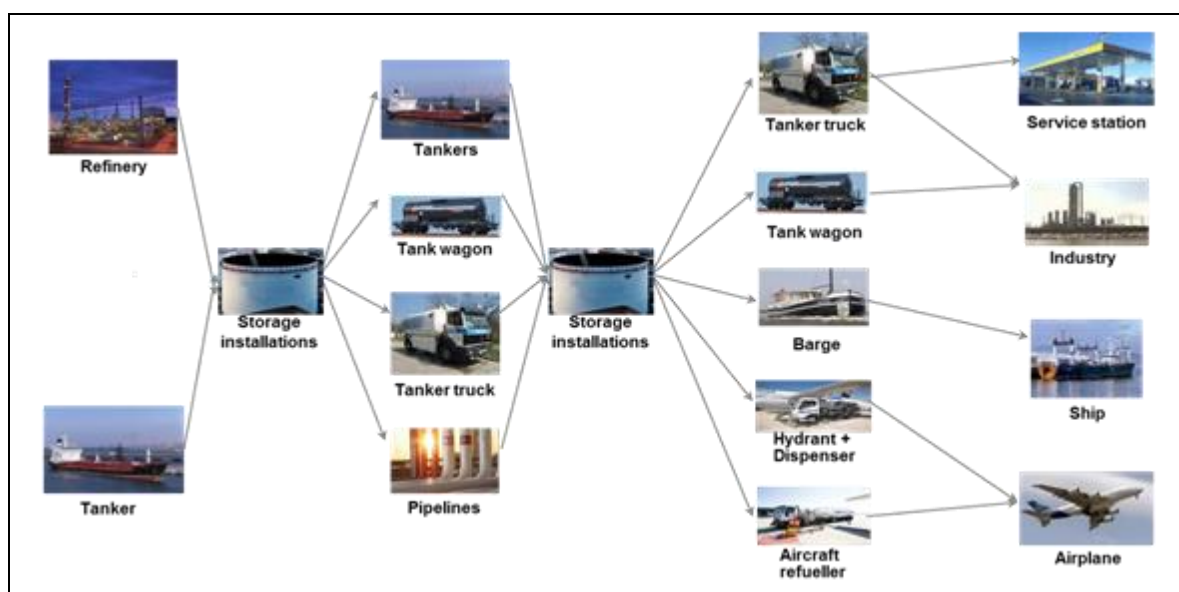 Refinery
Tanker
Storage
installations
Tankers
Tank wagon
Tanker truck
Pipelines
Storage
installations
Tanker truck
Tank wagon
Barge
Hydrant +
Dispenser
Aircraft
refueller
Service station
Industry
Ship
Airplane